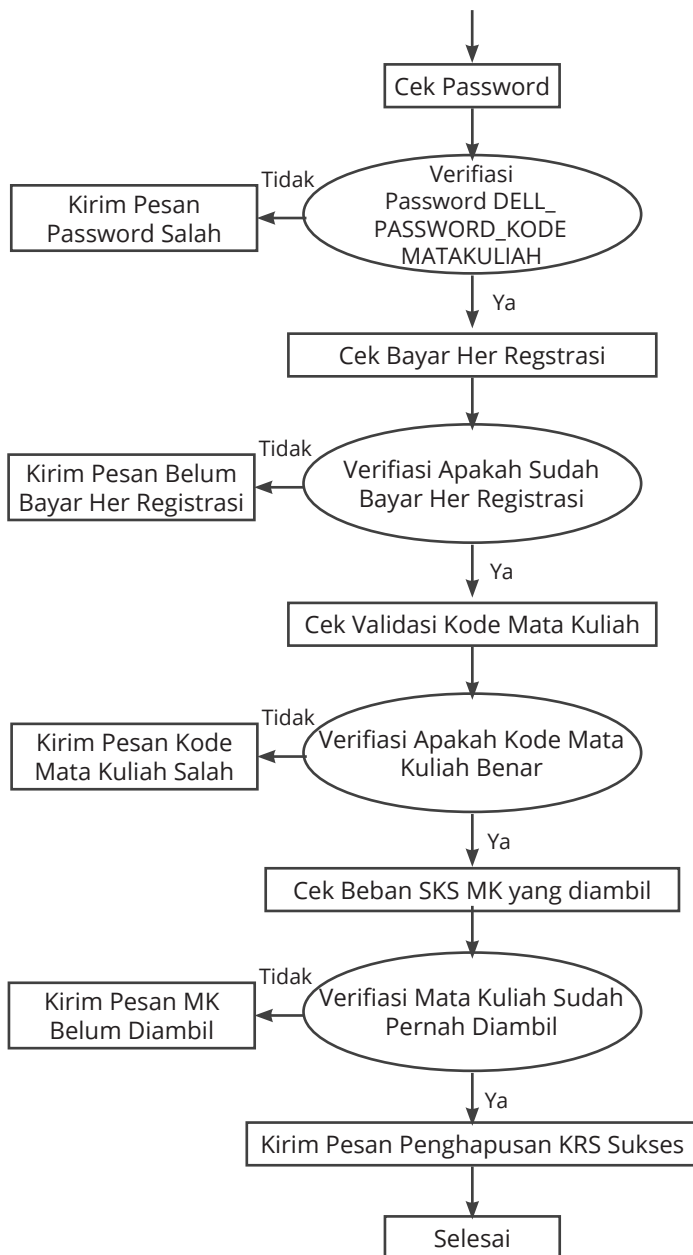 Cek Password
Verifiasi
Password DELL_
PASSWORD_KODE
MATAKULIAH
Tidak
Kirim Pesan
Password Salah
Ya
Cek Bayar Her Regstrasi
Verifiasi Apakah Sudah
Bayar Her Registrasi
Tidak
Kirim Pesan Belum
Bayar Her Registrasi
Ya
Cek Validasi Kode Mata Kuliah
Verifiasi Apakah Kode Mata
Kuliah Benar
Tidak
Kirim Pesan Kode
Mata Kuliah Salah
Ya
Cek Beban SKS MK yang diambil
Verifiasi Mata Kuliah Sudah
Pernah Diambil
Tidak
Kirim Pesan MK
Belum Diambil
Ya
Kirim Pesan Penghapusan KRS Sukses
Selesai